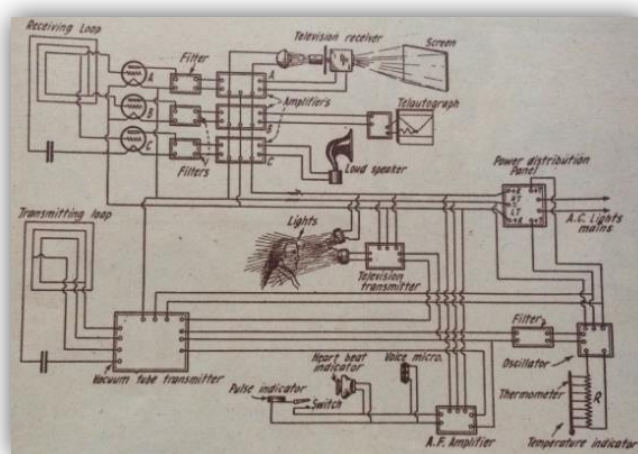 Receiving Loop
Filter
Television receiver
Screen
A
A
B
Amplifiers
B
Telautograph
C
Filters
C
Loud speaker
Power distribution
Panel
HT
LT
A.C. Lights
mains
Transmitting loop
Lights
Television
transmitter
Filter
Oscillator
Vacuum tube transmitter
Heart beat
indicator
Voice micro.
Pulse indicator
Switch
Thermometer
R
A.F. Amplifier
Temperature indicator